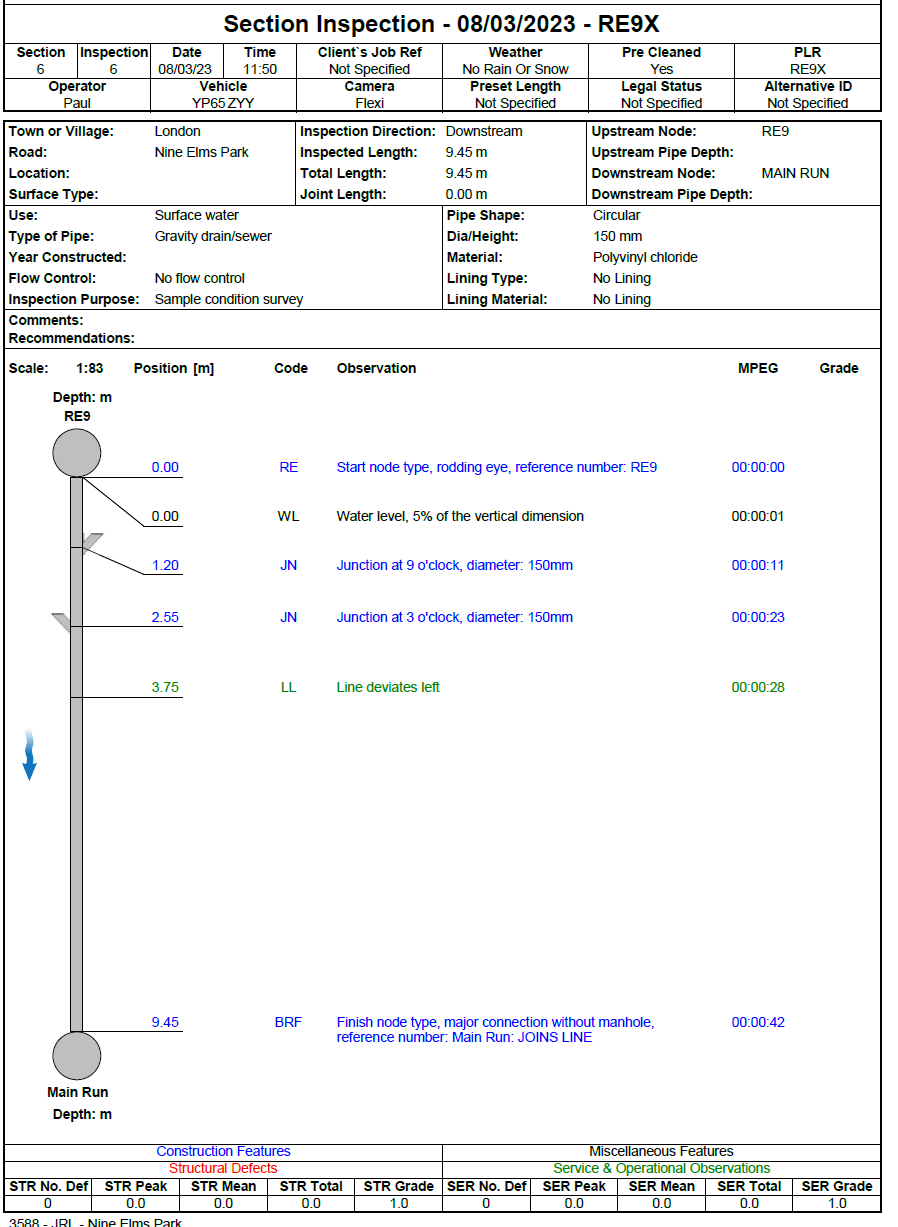 Section Inspection - 08/03/2023 - RE9X
Section Inspection Date Time Client`s Job Ref Weather Pre Cleaned PLR
6 6 08/03/23 11:50 Not Specified No Rain Or Snow Yes RE9X
Operator Vehicle Camera Preset Length Legal Status Alternative ID
Paul YP65 ZYY Flexi Not Specified Not Specified Not Specified
Town or Village: London Inspection Direction: Downstream Upstream Node: RE9
Road: Nine Elms Park Inspected Length: 9.45 m Upstream Pipe Depth:
Location: Total Length: 9.45 m Downstream Node: MAIN RUN
Surface Type: Joint Length: 0.00 m Downstream Pipe Depth:
Use: Surface water Pipe Shape: Circular
Type of Pipe: Gravity drain/sewer Dia/Height: 150 mm
Year Constructed: Material: Polyvinyl chloride
Flow Control: No flow control Lining Type: No Lining
Inspection Purpose: Sample condition survey Lining Material: No Lining
Comments:
Recommendations:
Scale: 1:83 Position [m] Code Observation MPEG Grade
Depth: m
RE9
0.00 RE Start node type, rodding eye, reference number: RE9 00:00:00
0.00 WL Water level, 5% of the vertical dimension 00:00:01
1.20 JN Junction at 9 o'clock, diameter: 150mm 00:00:11
2.55 JN Junction at 3 o'clock, diameter: 150mm 00:00:23
3.75 LL Line deviates left 00:00:28
9.45 BRF Finish node type, major connection without manhole, 00:00:42
reference number: Main Run: JOINS LINE
Main Run
Depth: m
Construction Features Miscellaneous Features
Structural Defects Service & Operational Observations
STR No. Def STR Peak STR Mean STR Total STR Grade SER No. Def SER Peak SER Mean SER Total SER Grade
0 0.0 0.0 0.0 1.0 0 0.0 0.0 0.0 1.0
3588 - JRL - Nine Elms Park